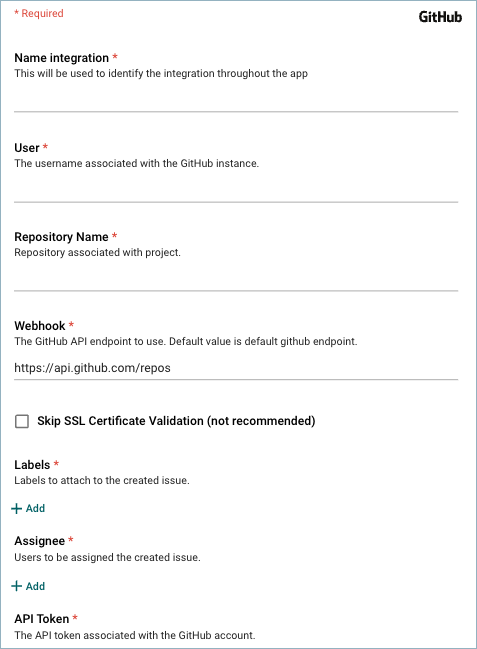 * Required
GitHub
Name integration *
This will be used to identify the integration throughout the app
User *
The username associated with the GitHub instance.
Repository Name *
Repository associated with project.
Webhook *
The GitHub API endpoint to use. Default value is default github endpoint.
https://api.github.com/repos
Skip SSL Certificate Validation (not recommended)
Labels *
Labels to attach to the created issue.
+ Add
Assignee *
Users to be assigned the created issue.
+ Add
API Token *
The API token associated with the GitHub account.